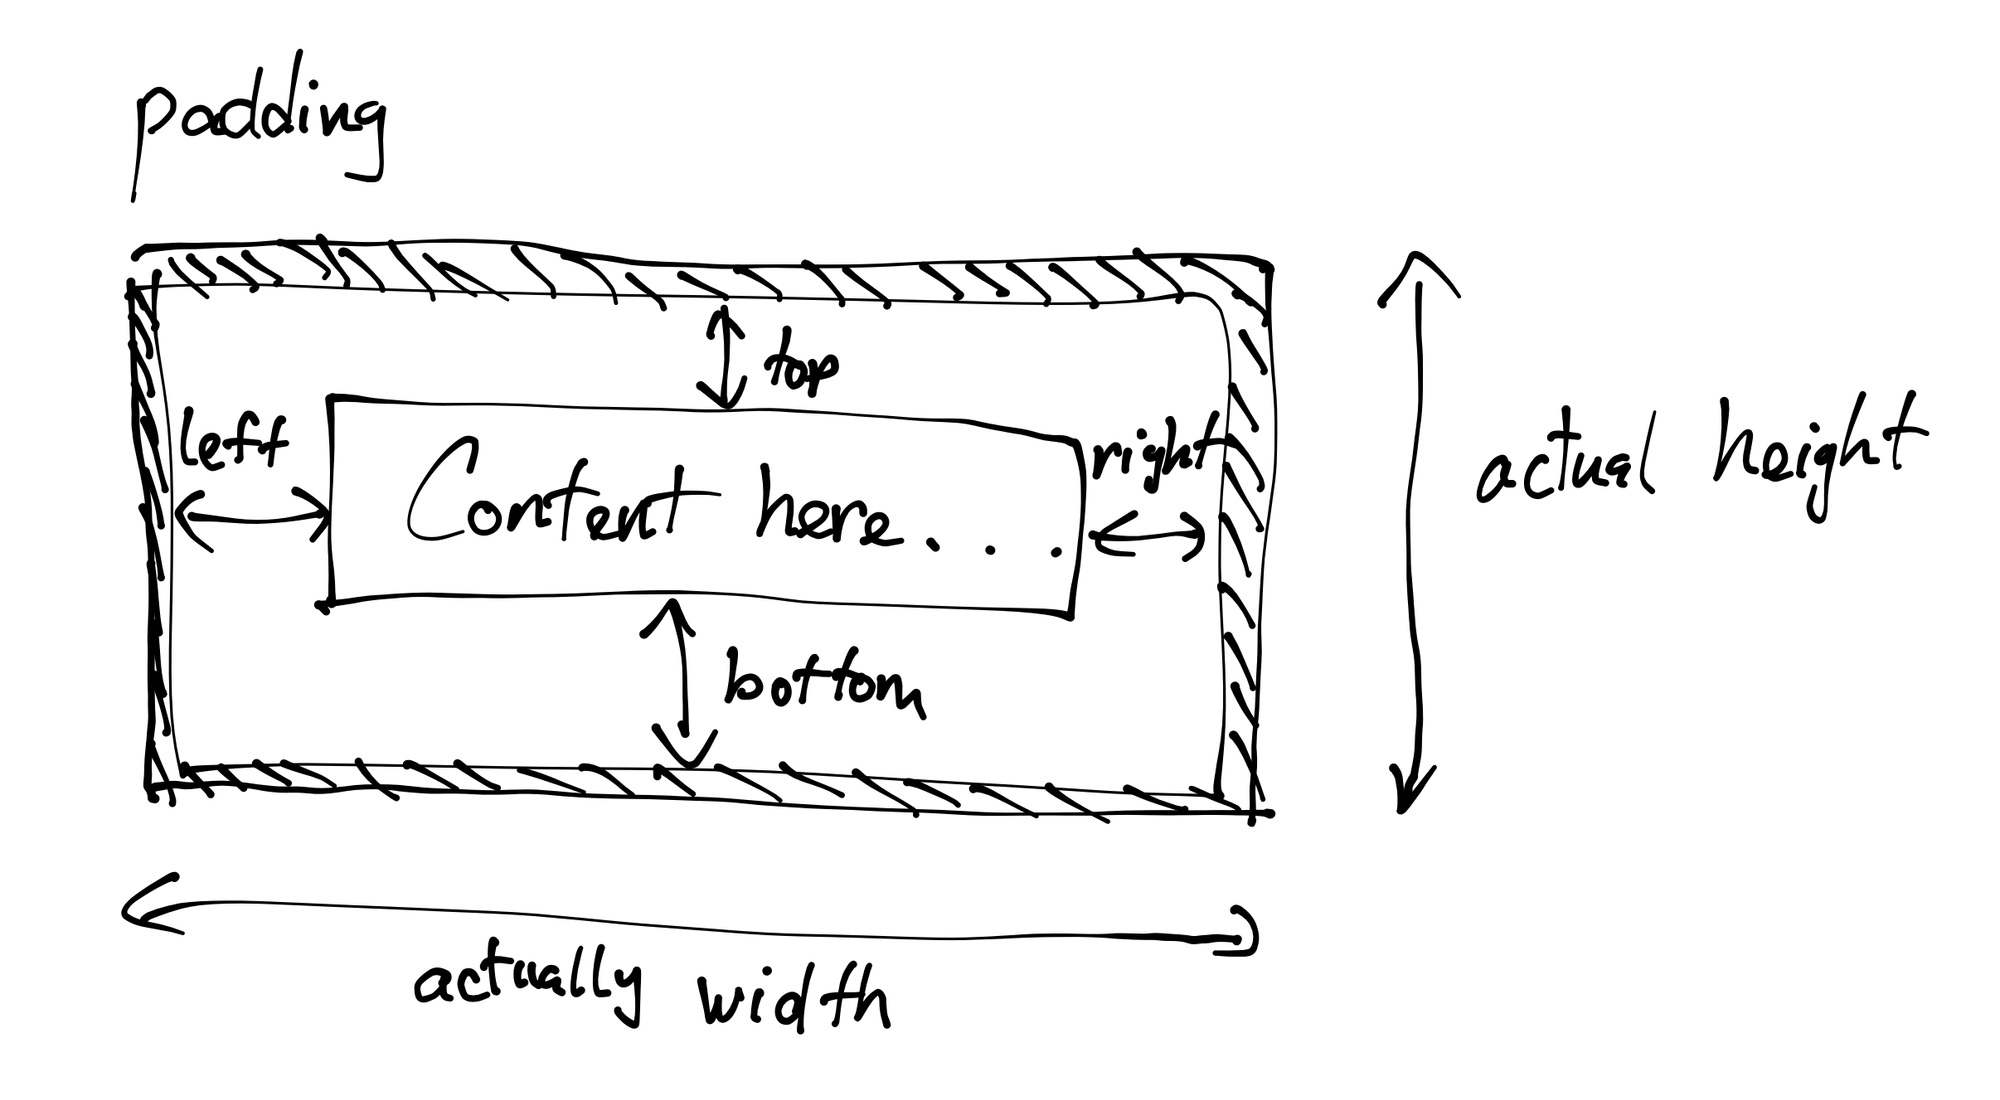 padding
top
left
right
Content here...
actual height
bottom
actually width